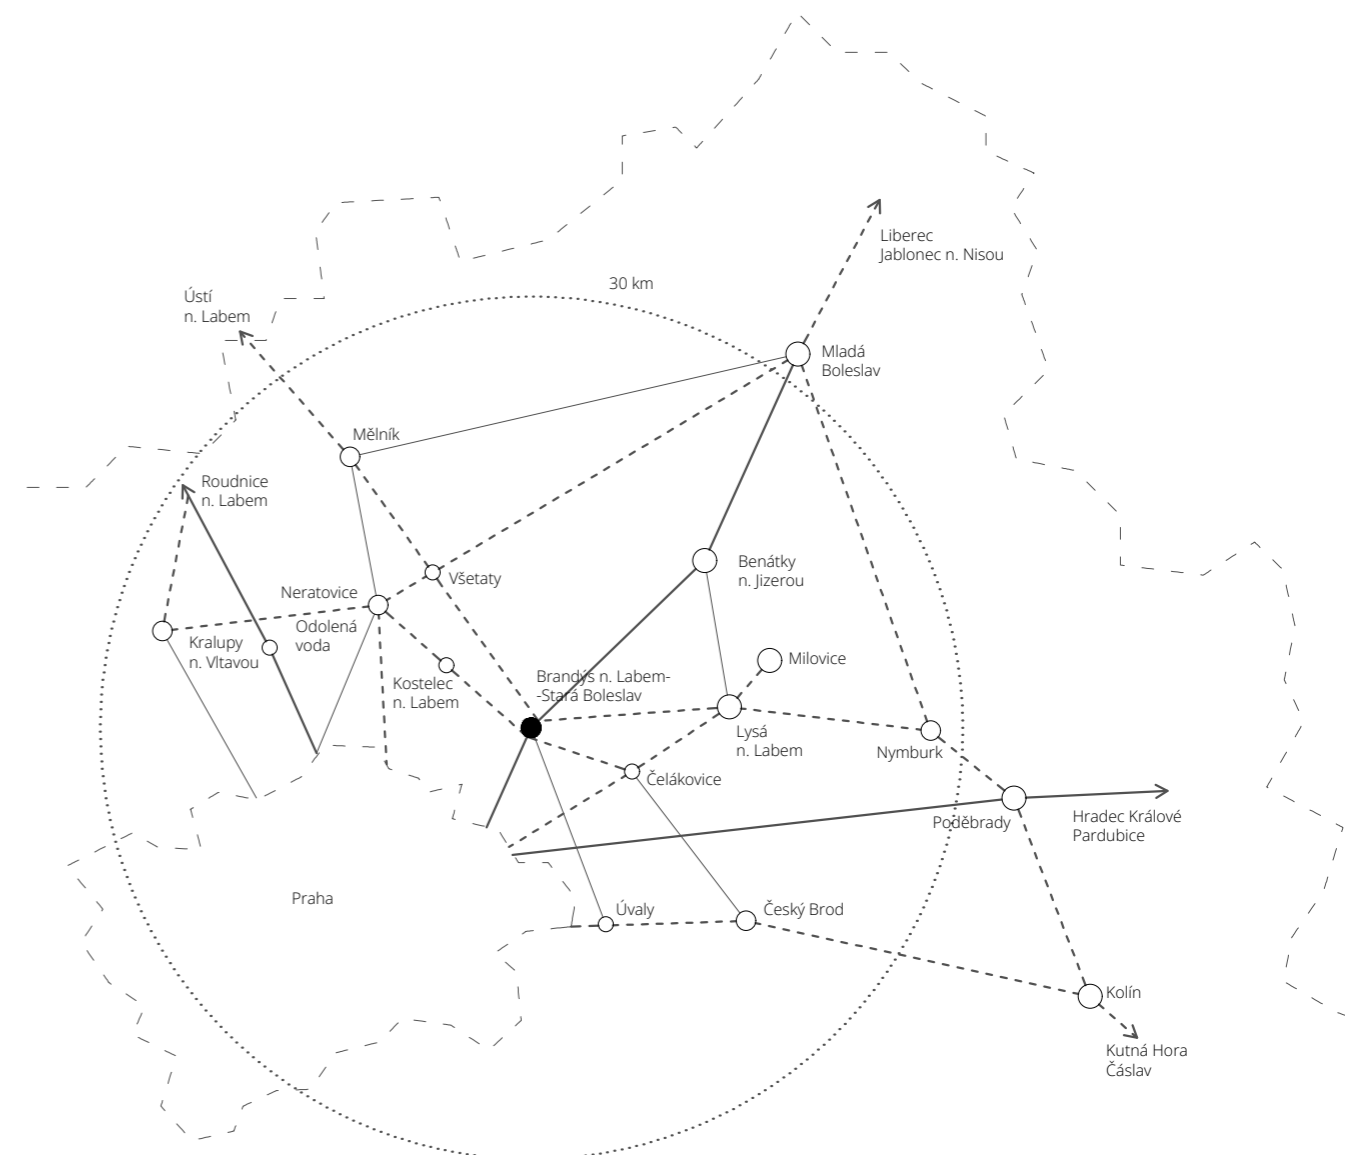 30 km
Liberec
Jablonec n. Nisou
Ústí
n. Labem
Mladá
Boleslav
Mělník
Roudnice
n. Labem
Benátky
n. Jizerou
Všetaty
Neratovice
Odolená
voda
Kralupy
n. Vltavou
Kostelec
n. Labem
Brandýs n. Labem-
-Stará Boleslav
Milovice
Lysá
n. Labem
Nymburk
Čelákovice
Poděbrady
Hradec Králové
Pardubice
Praha
Úvaly
Český Brod
Kolín
Kutná Hora
Čáslav